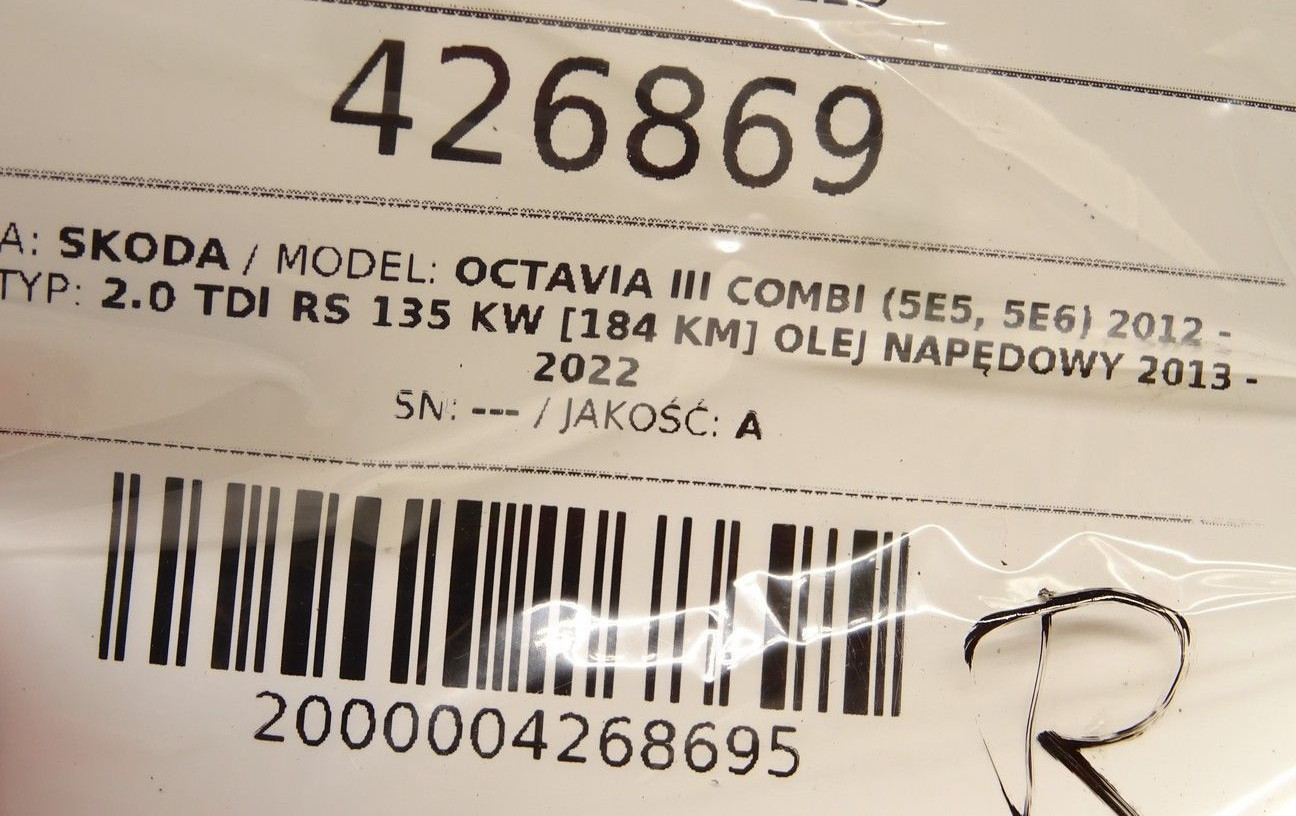 426869
A: SKODA / MODEL: OCTAVIA III COMBI (5E5, 5E6) 2012 -
TYP: 2.0 TDI RS 135 KW [184 KM] OLEJ NAPĘDOWY 2013 -
2022
SN: --- / JAKOŚĆ: A
2000004268695
R